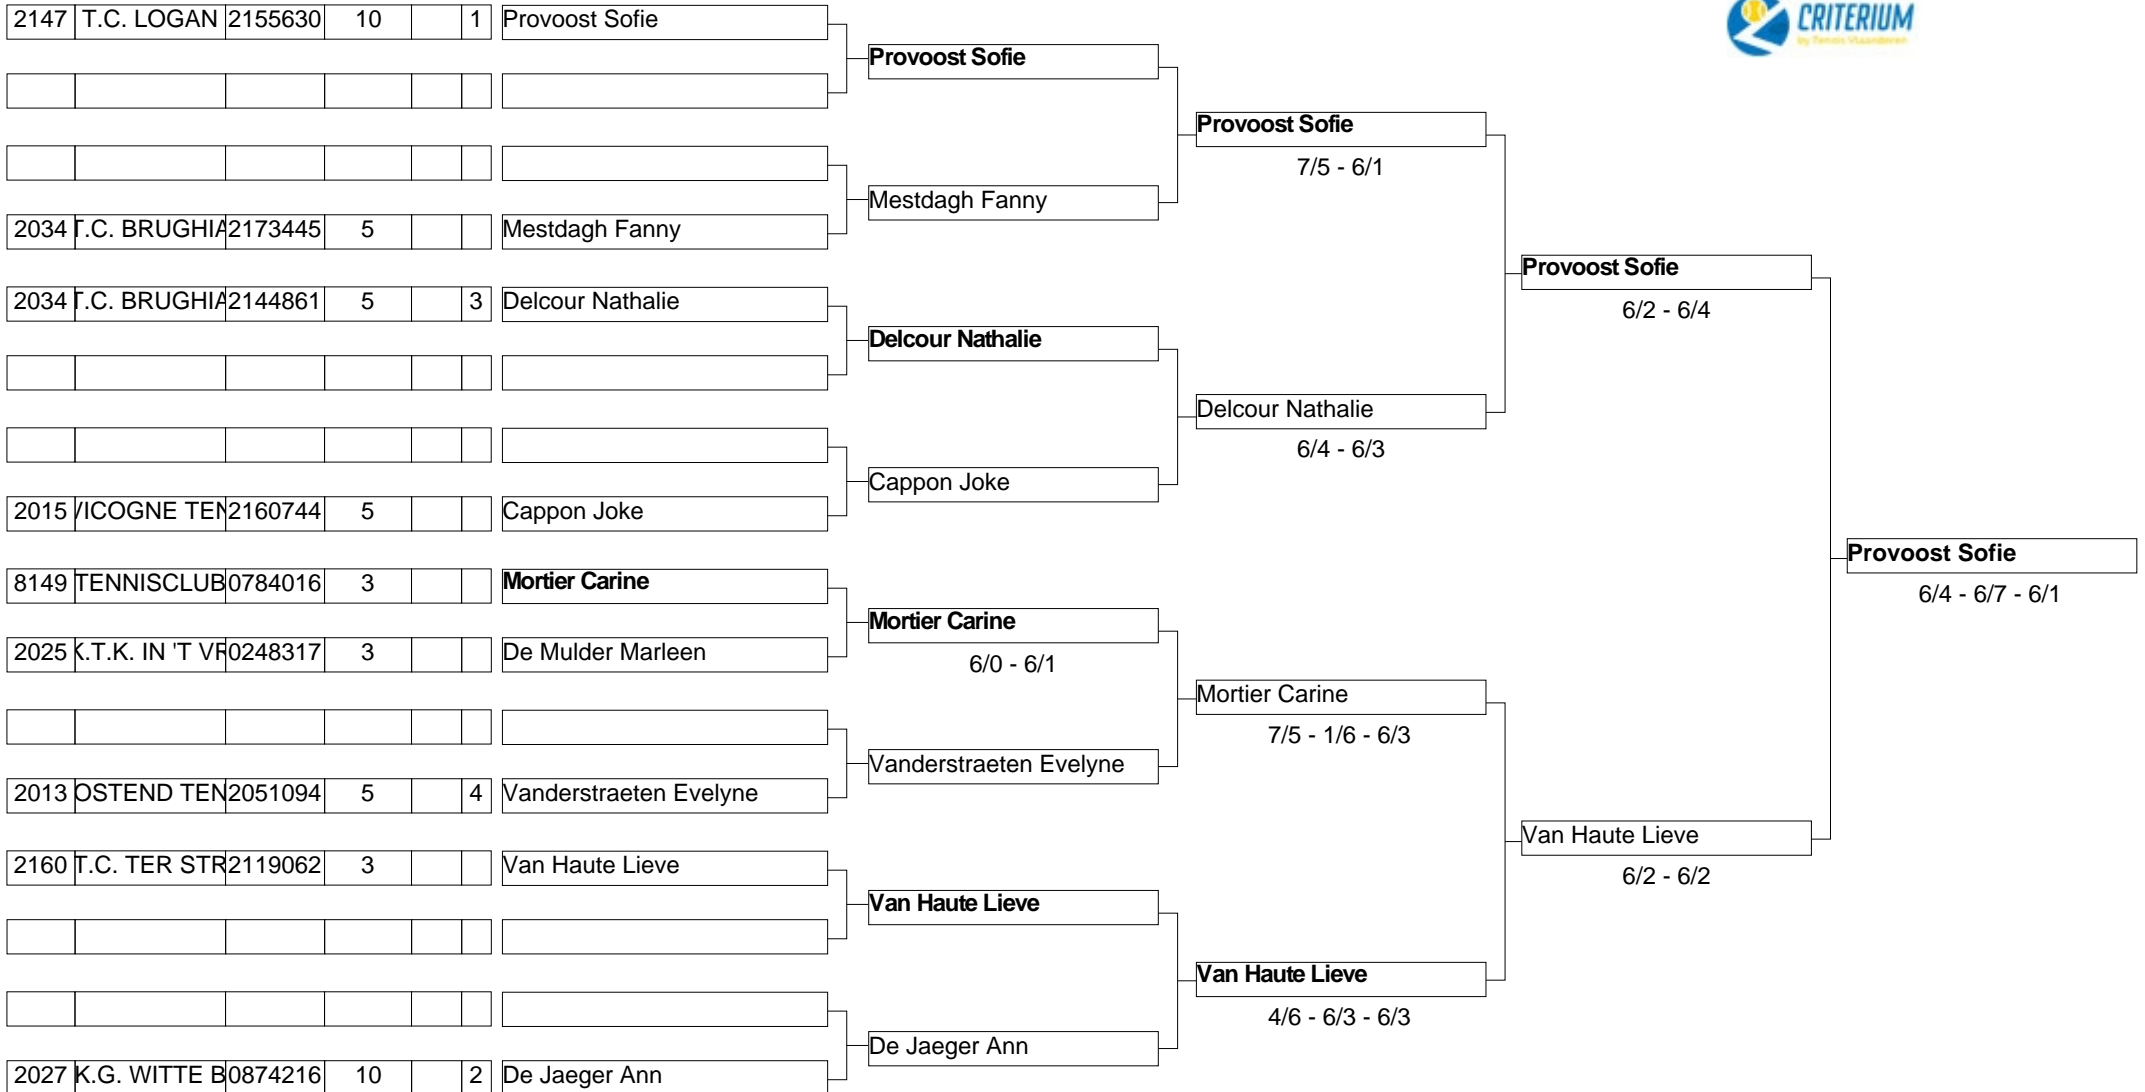 2147 T.C. LOGAN 2155630 10 1 Provoost Sofie
CRITERIUM
by Tennis Vlaanderen
Provoost Sofie
Provoost Sofie
7/5 - 6/1
Mestdagh Fanny
2034 T.C. BRUGHIA 2173445 5 Mestdagh Fanny
Provoost Sofie
6/2 - 6/4
2034 T.C. BRUGHIA 2144861 5 3 Delcour Nathalie
Delcour Nathalie
Delcour Nathalie
6/4 - 6/3
Cappon Joke
2015 VICOGNE TEN 2160744 5 Cappon Joke
Provoost Sofie
6/4 - 6/7 - 6/1
8149 TENNISCLUB 0784016 3 Mortier Carine
Mortier Carine
6/0 - 6/1
2025 K.T.K. IN 'T VR 0248317 3 De Mulder Marleen
Mortier Carine
7/5 - 1/6 - 6/3
Vanderstraeten Evelyne
2013 OSTEND TEN 2051094 5 4 Vanderstraeten Evelyne
Van Haute Lieve
6/2 - 6/2
2160 T.C. TER STR 2119062 3 Van Haute Lieve
Van Haute Lieve
Van Haute Lieve
4/6 - 6/3 - 6/3
De Jaeger Ann
2027 K.G. WITTE B 0874216 10 2 De Jaeger Ann